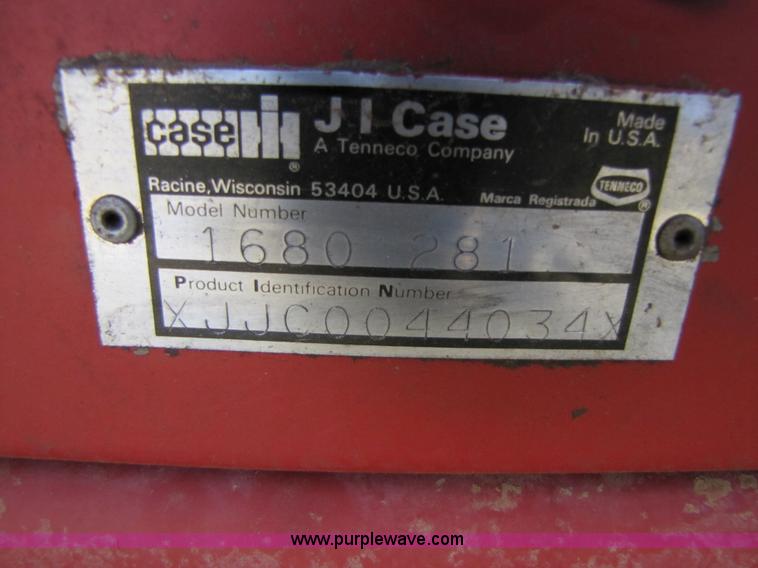 case IH ® J I Case
A Tenneco Company
Made
In U.S.A.
Racine, Wisconsin 53404 U.S.A. Marca Registrada TENNECO ®
Model Number
1680 281
Product Identification Number
XJJC0044034X
www.purplewave.com